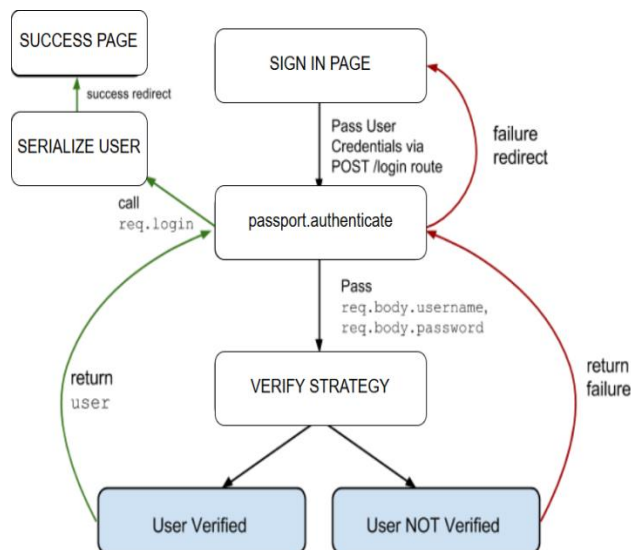 SUCCESS PAGE
SIGN IN PAGE
success redirect
SERIALIZE USER
Pass User
Credentials via
POST /login route
failure
redirect
call
req.login
passport.authenticate
Pass
req.body.username,
req.body.password
return
user
VERIFY STRATEGY
return
failure
User Verified
User NOT Verified